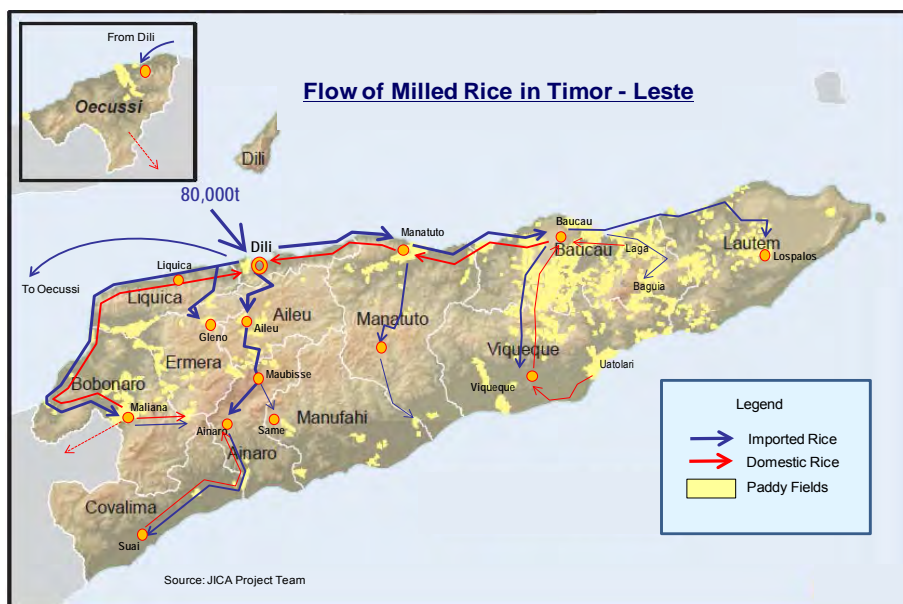 From Dili
Oecussi
Flow of Milled Rice in Timor - Leste
Dili
80,000t
Dili
Manatuto
Baucau
Baucau
Laga
Lautem
Lospalos
Baguia
To Oecussi
Liquica
Liquica
Aileu
Aileu
Gleno
Ermera
Manatuto
Viqueque
Uatolari
Viqueque
Maubisse
Bobonaro
Maliana
Manufahi
Same
Ainaro
Ainaro
Covalima
Suai
Legend
Imported Rice
Domestic Rice
Paddy Fields
Source: JICA Project Team